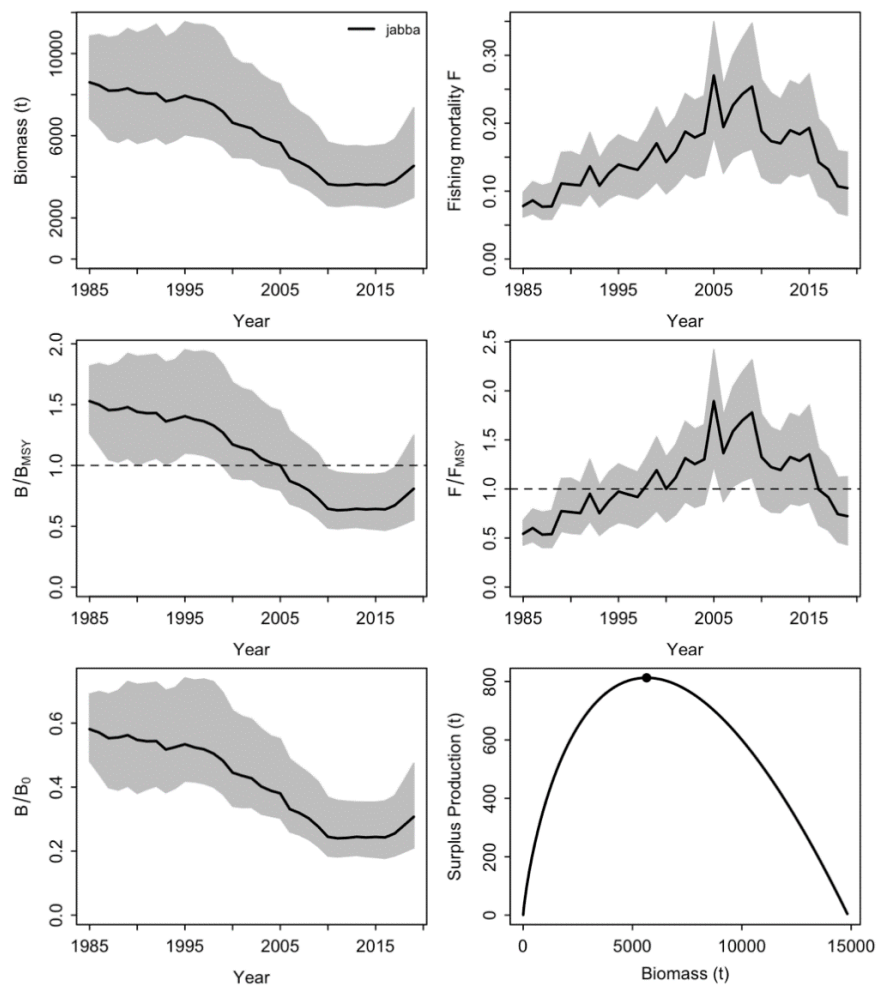 jabba
Biomass (t)
0 2000 6000 10000
1985 1995 2005 2015
Year
Fishing mortality F
0.00 0.10 0.20 0.30
1985 1995 2005 2015
Year
B/B_MSY
0.0 0.5 1.0 1.5 2.0
1985 1995 2005 2015
Year
F/F_MSY
0.0 0.5 1.0 1.5 2.0 2.5
1985 1995 2005 2015
Year
B/B₀
0.0 0.2 0.4 0.6
1985 1995 2005 2015
Year
Surplus Production (t)
0 200 400 600 800
0 5000 10000 15000
Biomass (t)